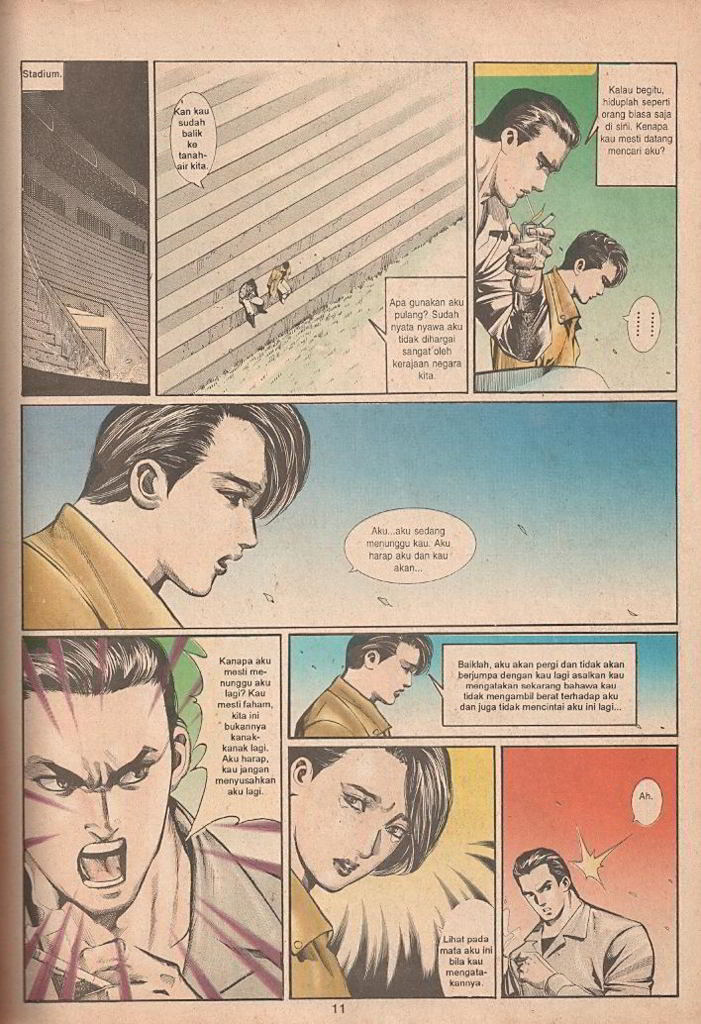 Stadium.
Kan kau
sudah
balik
ke
tanah-
air kita.
Apa gunakan aku
pulang? Sudah
nyata nyawa aku
tidak dihargai
sangat oleh
kerajaan negara
kita.
Kalau begitu,
hiduplah seperti
orang biasa saja
di sini. Kenapa
kau mesti datang
mencari aku?
Aku...aku sedang
menunggu kau. Aku
harap aku dan kau
akan...
Kanapa aku
mesti me-
nunggu aku
lagi? Kau
mesti faham,
kita ini
bukannya
kanak-
kanak lagi.
Aku harap,
kau jangan
menyusahkan
aku lagi.
Baiklah, aku akan pergi dan tidak akan
berjumpa dengan kau lagi asalkan kau
mengatakan sekarang bahawa kau
tidak mengambil berat terhadap aku
dan juga tidak mencintai aku ini lagi...
Lihat pada
mata aku ini
bila kau
mengata-
kannya.
Ah.
11